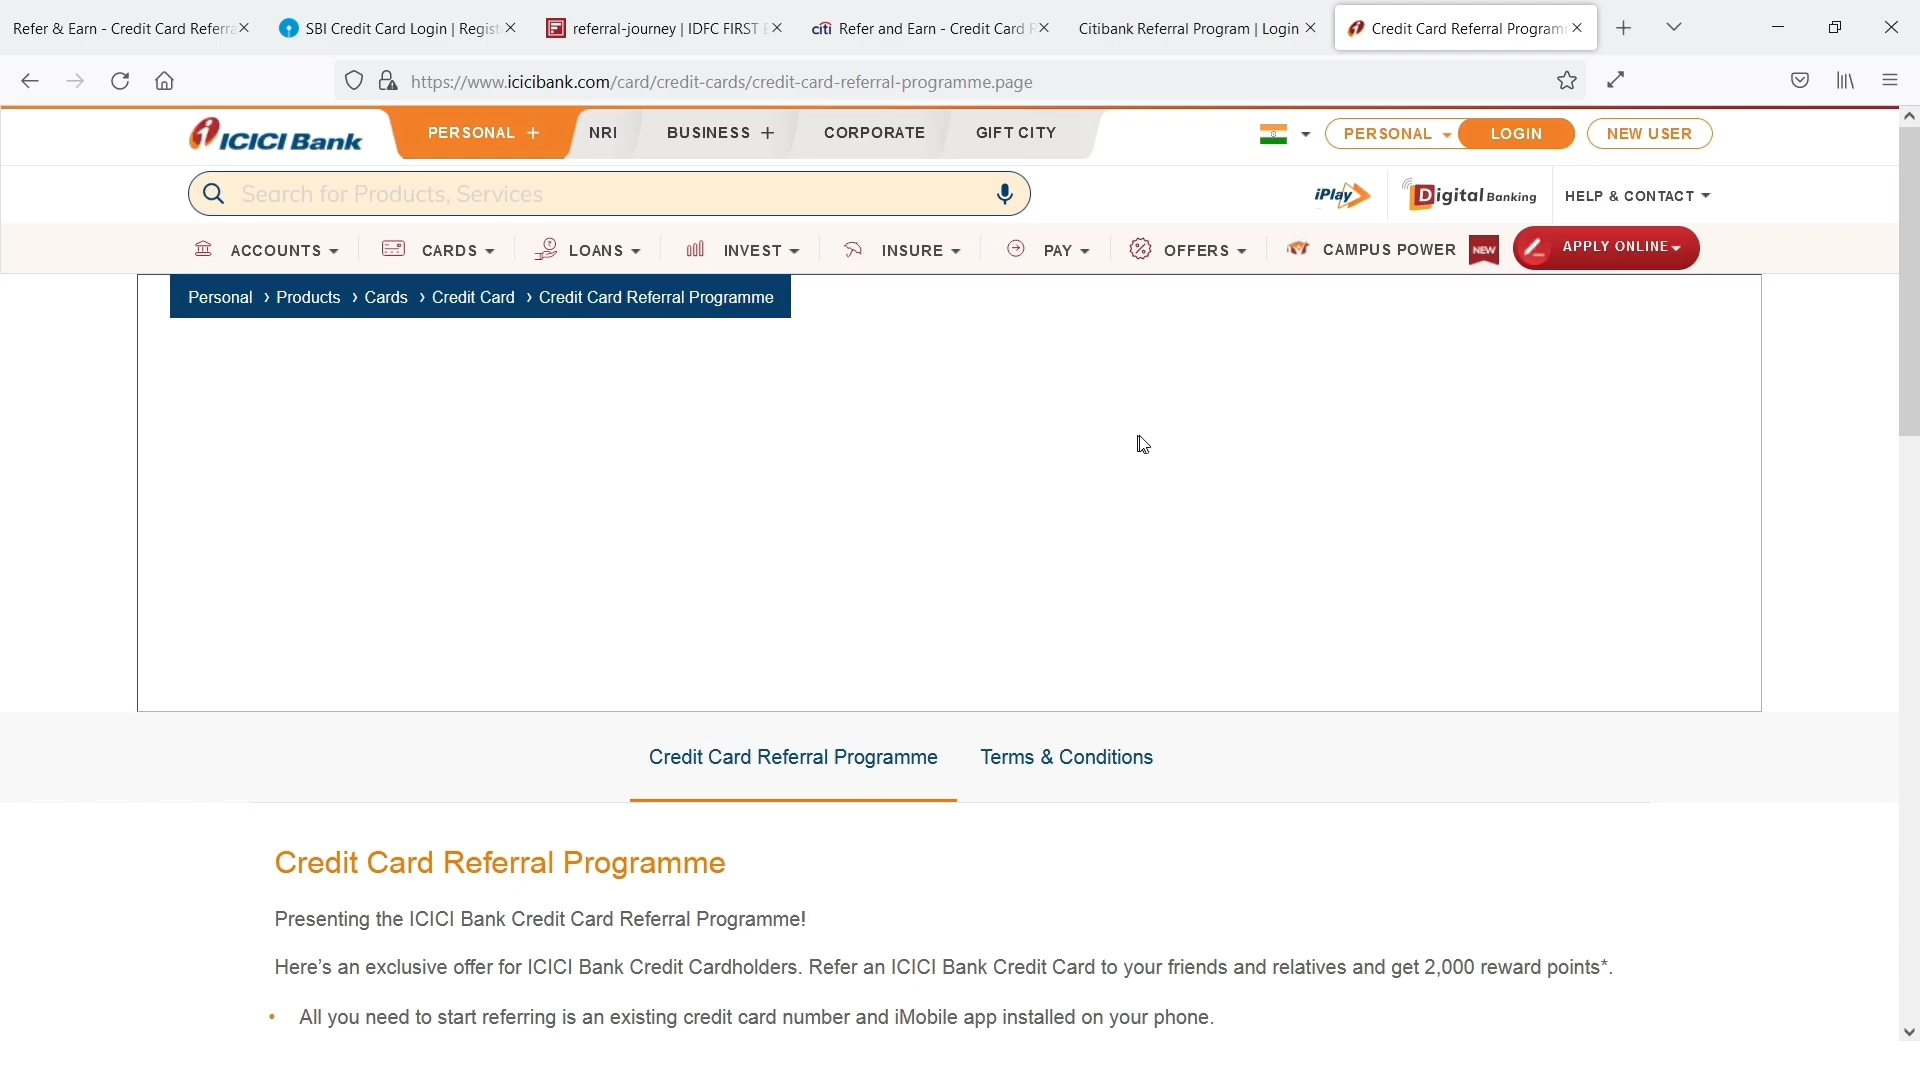 Refer & Earn - Credit Card Referra
SBI Credit Card Login | Regist
referral-journey | IDFC FIRST
citi Refer and Earn - Credit Card
Citibank Referral Program | Login
Credit Card Referral Program
https://www.icicibank.com/card/credit-cards/credit-card-referral-programme.page
ICICI Bank
PERSONAL +
NRI
BUSINESS +
CORPORATE
GIFT CITY
PERSONAL
LOGIN
NEW USER
Search for Products, Services
iPlay
Digital Banking
HELP & CONTACT
ACCOUNTS
CARDS
LOANS
INVEST
INSURE
PAY
OFFERS
CAMPUS POWER
NEW
APPLY ONLINE
Personal › Products › Cards › Credit Card › Credit Card Referral Programme
Credit Card Referral Programme
Terms & Conditions
Credit Card Referral Programme
Presenting the ICICI Bank Credit Card Referral Programme!
Here’s an exclusive offer for ICICI Bank Credit Cardholders. Refer an ICICI Bank Credit Card to your friends and relatives and get 2,000 reward points*.
• All you need to start referring is an existing credit card number and iMobile app installed on your phone.